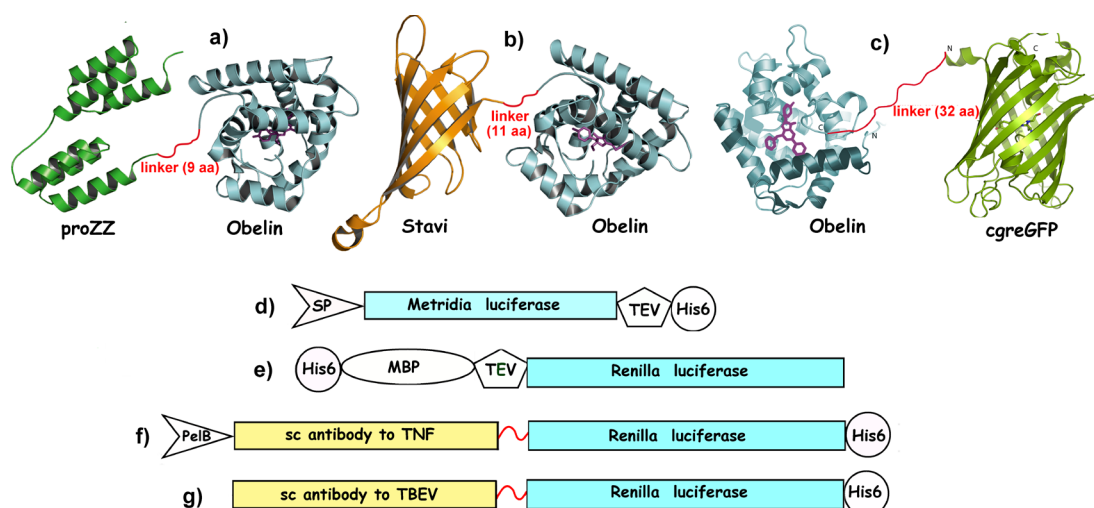 a)
b)
c)
N
C
linker (9 aa)
linker
(11 aa)
linker (32 aa)
C
N
proZZ
Obelin
Stavi
Obelin
Obelin
cgreGFP
d)
SP
Metridia luciferase
TEV
His6
e)
His6
MBP
TEV
Renilla luciferase
f)
PelB
sc antibody to TNF
Renilla luciferase
His6
g)
sc antibody to TBEV
Renilla luciferase
His6